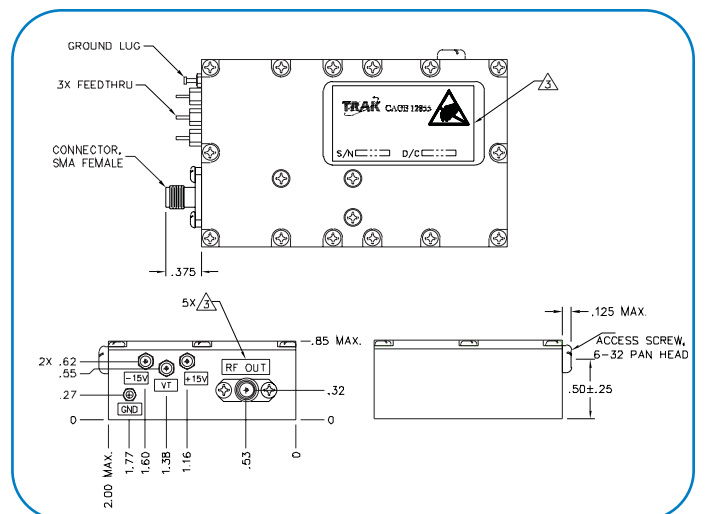 GROUND LUG
3X FEEDTHRU
CONNECTOR,
SMA FEMALE
TRAK CAGE 12855
S/N D/C
3
.375
5X 3
.85 MAX.
2X .62
.55
.27
0
-15V
VT
+15V
GND
RF OUT
.32
0
2.00 MAX.
1.77
1.60
1.38
1.16
.53
0
.125 MAX.
ACCESS SCREW,
6-32 PAN HEAD
.50±.25